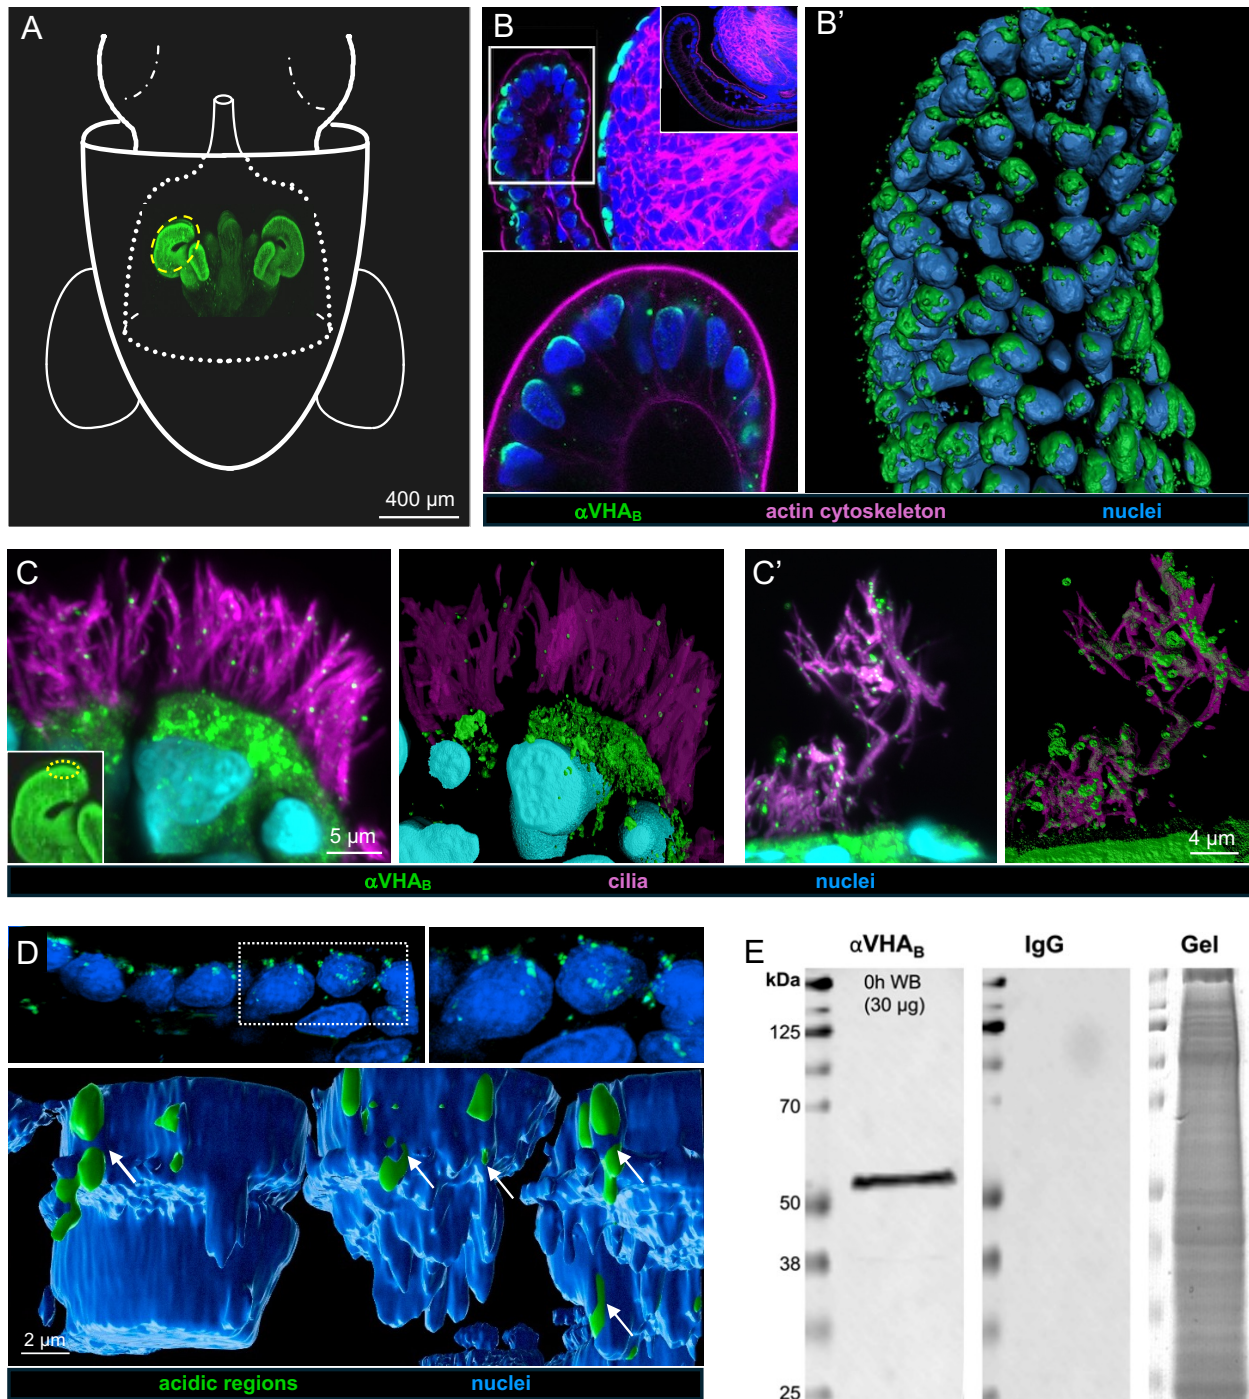 A
400 µm
B
B'
αVHAB
actin cytoskeleton
nuclei
C
5 µm
C'
4 µm
αVHAB
cilia
nuclei
D
2 µm
acidic regions
nuclei
E
αVHAB
IgG
Gel
kDa
0h WB
(30 µg)
125
70
50
38
25